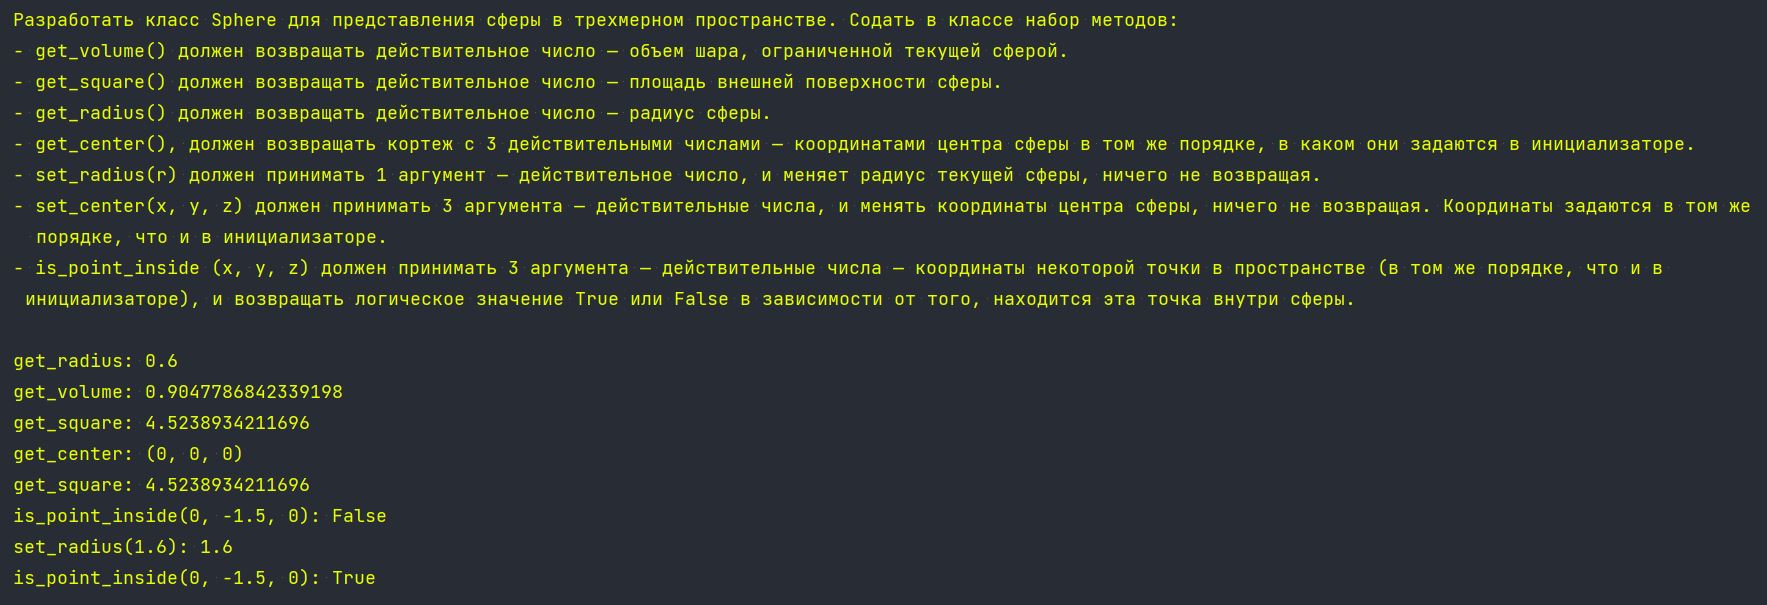 Разработать класс Sphere для представления сферы в трехмерном пространстве. Содать в классе набор методов:
- get_volume() должен возвращать действительное число — объем шара, ограниченной текущей сферой.
- get_square() должен возвращать действительное число — площадь внешней поверхности сферы.
- get_radius() должен возвращать действительное число — радиус сферы.
- get_center(), должен возвращать кортеж с 3 действительными числами — координатами центра сферы в том же порядке, в каком они задаются в инициализаторе.
- set_radius(r) должен принимать 1 аргумент — действительное число, и меняет радиус текущей сферы, ничего не возвращая.
- set_center(x, y, z) должен принимать 3 аргумента — действительные числа, и менять координаты центра сферы, ничего не возвращая. Координаты задаются в том же
порядке, что и в инициализаторе.
- is_point_inside (x, y, z) должен принимать 3 аргумента — действительные числа — координаты некоторой точки в пространстве (в том же порядке, что и в
инициализаторе), и возвращать логическое значение True или False в зависимости от того, находится эта точка внутри сферы.
get_radius: 0.6
get_volume: 0.9047786842339198
get_square: 4.5238934211696
get_center: (0, 0, 0)
get_square: 4.5238934211696
is_point_inside(0, -1.5, 0): False
set_radius(1.6): 1.6
is_point_inside(0, -1.5, 0): True